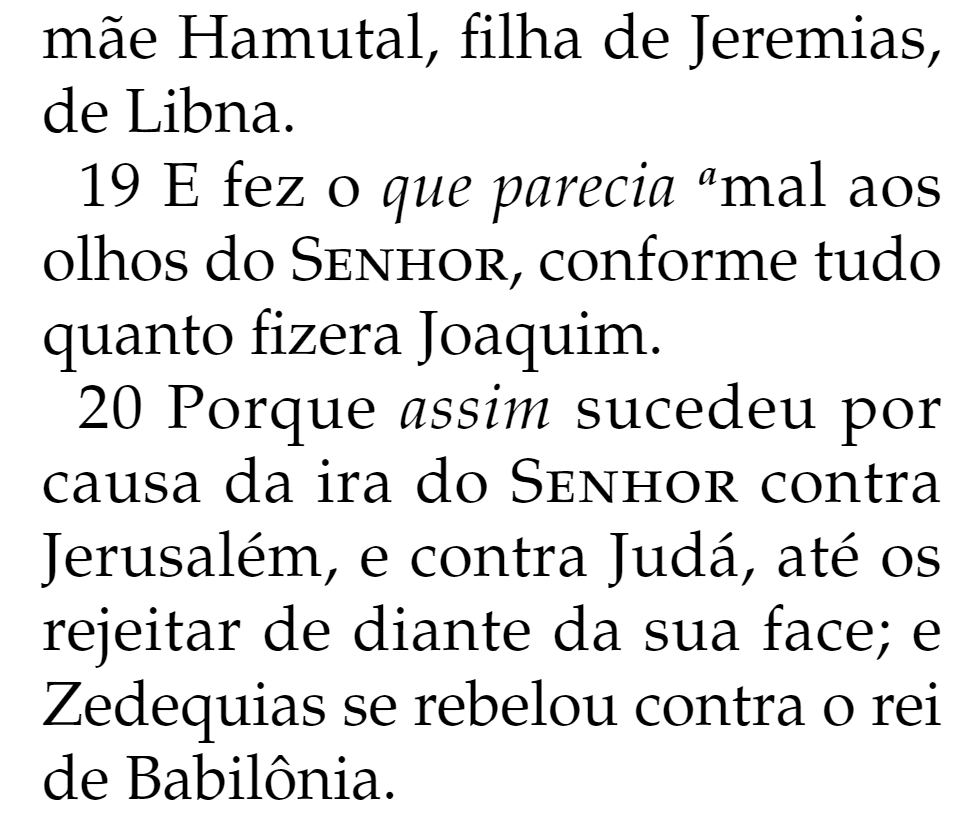 mãe Hamutal, filha de Jeremias,
de Libna.
19 E fez o que parecia ᵃmal aos
olhos do SENHOR, conforme tudo
quanto fizera Joaquim.
20 Porque assim sucedeu por
causa da ira do SENHOR contra
Jerusalém, e contra Judá, até os
rejeitar de diante da sua face; e
Zedequias se rebelou contra o rei
de Babilônia.